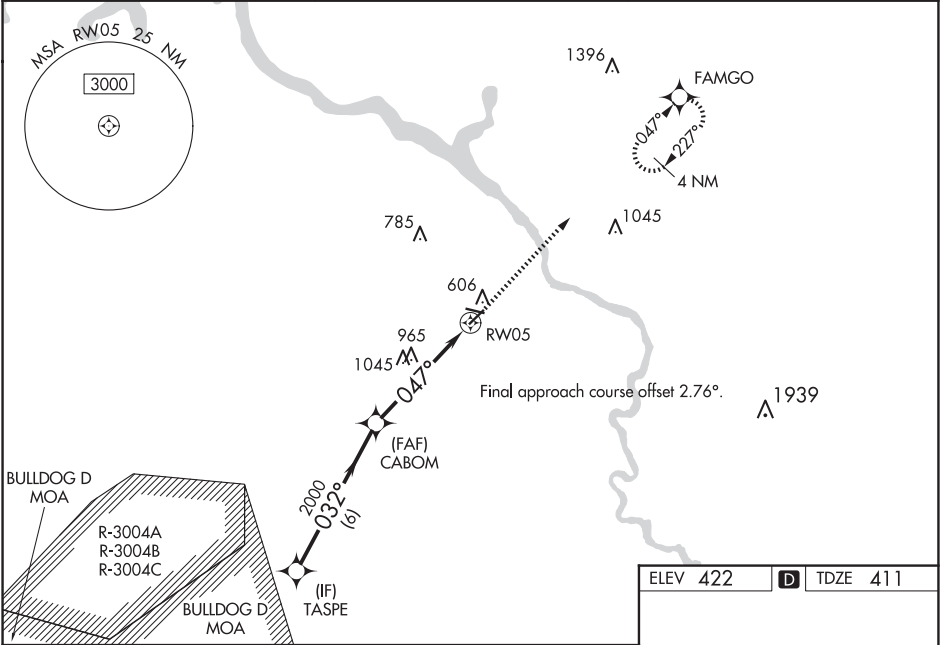 MSA RW05 25 NM
3000
1396
FAMGO
047°
227°
4 NM
785
1045
606
RW05
965
1045
047°
Final approach course offset 2.76°.
1939
(FAF)
CABOM
BULLDOG D
MOA
2000
032°
(6)
R-3004A
R-3004B
R-3004C
(IF)
TASPE
BULLDOG D
MOA
ELEV 422 D TDZE 411